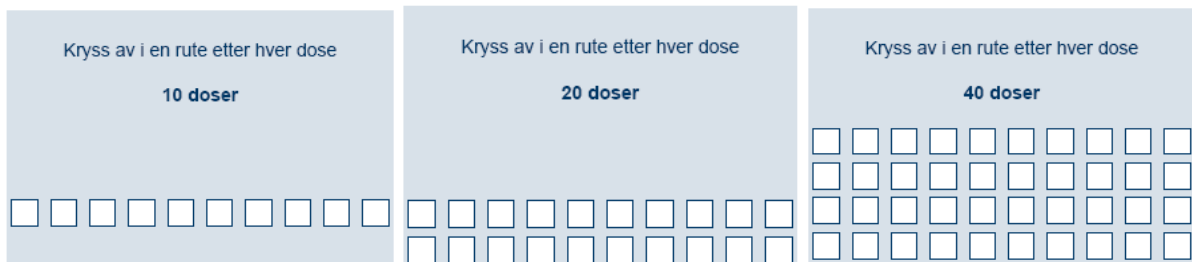 Kryss av i en rute etter hver dose
10 doser
Kryss av i en rute etter hver dose
20 doser
Kryss av i en rute etter hver dose
40 doser